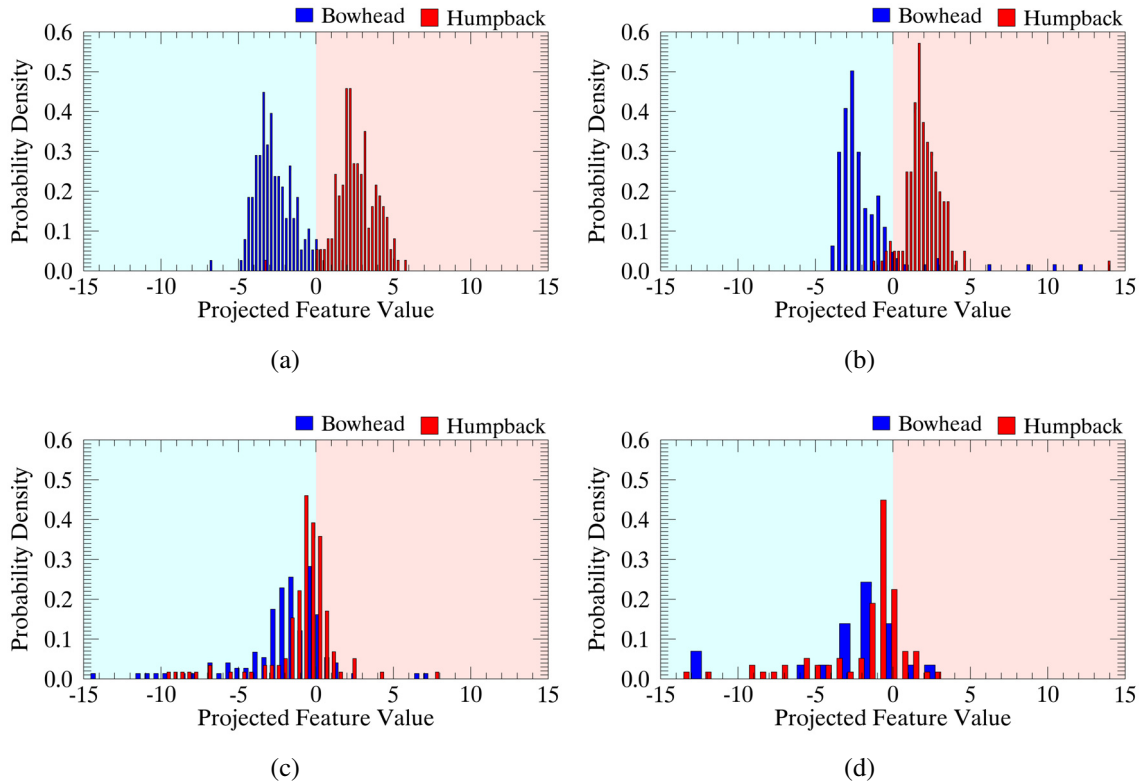 Bowhead Humpback Bowhead Humpback
0.6 0.6
0.5 0.5
0.4 0.4
0.3 0.3
0.2 0.2
0.1 0.1
0.0 0.0
Probability Density Probability Density
-15 -10 -5 0 5 10 15 -15 -10 -5 0 5 10 15
Projected Feature Value Projected Feature Value
(a) (b)
Bowhead Humpback Bowhead Humpback
0.6 0.6
0.5 0.5
0.4 0.4
0.3 0.3
0.2 0.2
0.1 0.1
0.0 0.0
Probability Density Probability Density
-15 -10 -5 0 5 10 15 -15 -10 -5 0 5 10 15
Projected Feature Value Projected Feature Value
(c) (d)